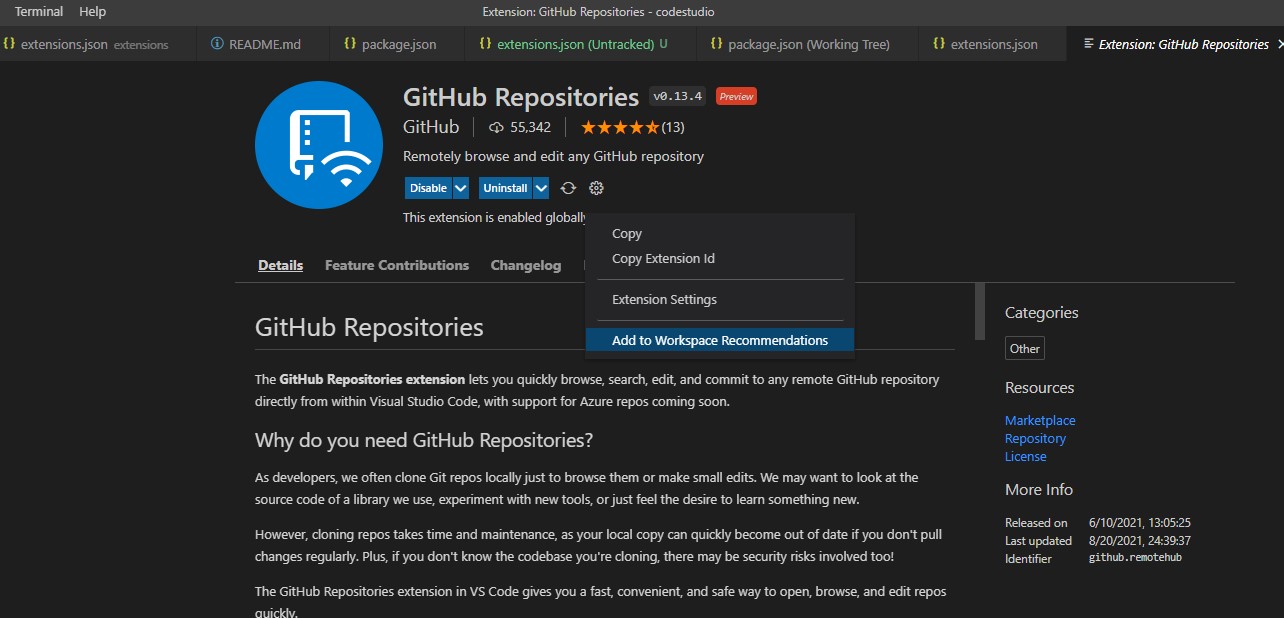 Terminal Help Extension: GitHub Repositories - codestudio
{} extensions.json extensions README.md {} package.json {} extensions.json (Untracked) U {} package.json (Working Tree) {} extensions.json Extension: GitHub Repositories
GitHub Repositories v0.13.4 Preview
GitHub 55,342 (13)
Remotely browse and edit any GitHub repository
Disable Uninstall
This extension is enabled globally
Copy
Copy Extension Id
Extension Settings
Add to Workspace Recommendations
Details Feature Contributions Changelog
GitHub Repositories
The GitHub Repositories extension lets you quickly browse, search, edit, and commit to any remote GitHub repository
directly from within Visual Studio Code, with support for Azure repos coming soon.
Why do you need GitHub Repositories?
As developers, we often clone Git repos locally just to browse them or make small edits. We may want to look at the
source code of a library we use, experiment with new tools, or just feel the desire to learn something new.
However, cloning repos takes time and maintenance, as your local copy can quickly become out of date if you don't pull
changes regularly. Plus, if you don't know the codebase you're cloning, there may be security risks involved too!
The GitHub Repositories extension in VS Code gives you a fast, convenient, and safe way to open, browse, and edit repos
quickly.
Categories
Other
Resources
Marketplace
Repository
License
More Info
Released on 6/10/2021, 13:05:25
Last updated 8/20/2021, 24:39:37
Identifier github.remotehub